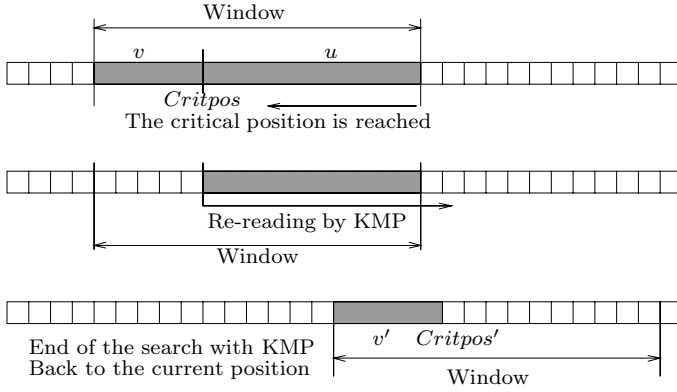 Window
v u
Critpos
The critical position is reached
Re-reading by KMP
Window
v' Critpos'
End of the search with KMP
Back to the current position
Window